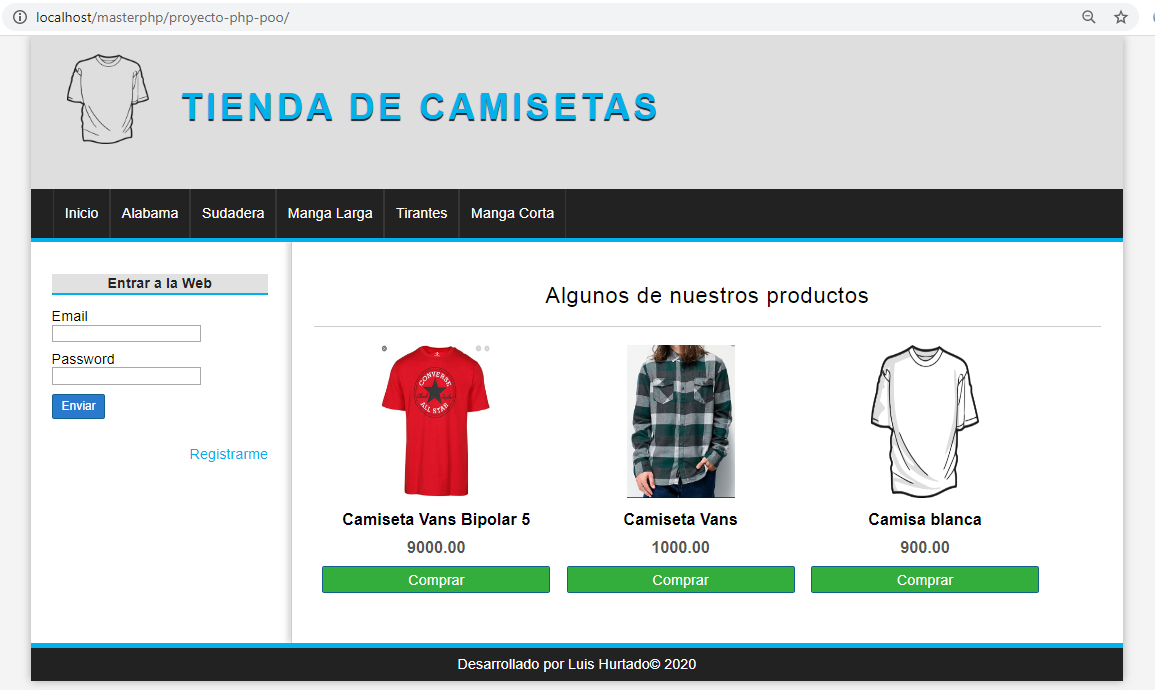 localhost/masterphp/proyecto-php-poo/
TIENDA DE CAMISETAS
Inicio Alabama Sudadera Manga Larga Tirantes Manga Corta
Entrar a la Web
Email
Password
Enviar
Registrarme
Algunos de nuestros productos
CONVERSE
ALL STAR
Camiseta Vans Bipolar 5
9000.00
Comprar
Camiseta Vans
1000.00
Comprar
Camisa blanca
900.00
Comprar
Desarrollado por Luis Hurtado© 2020